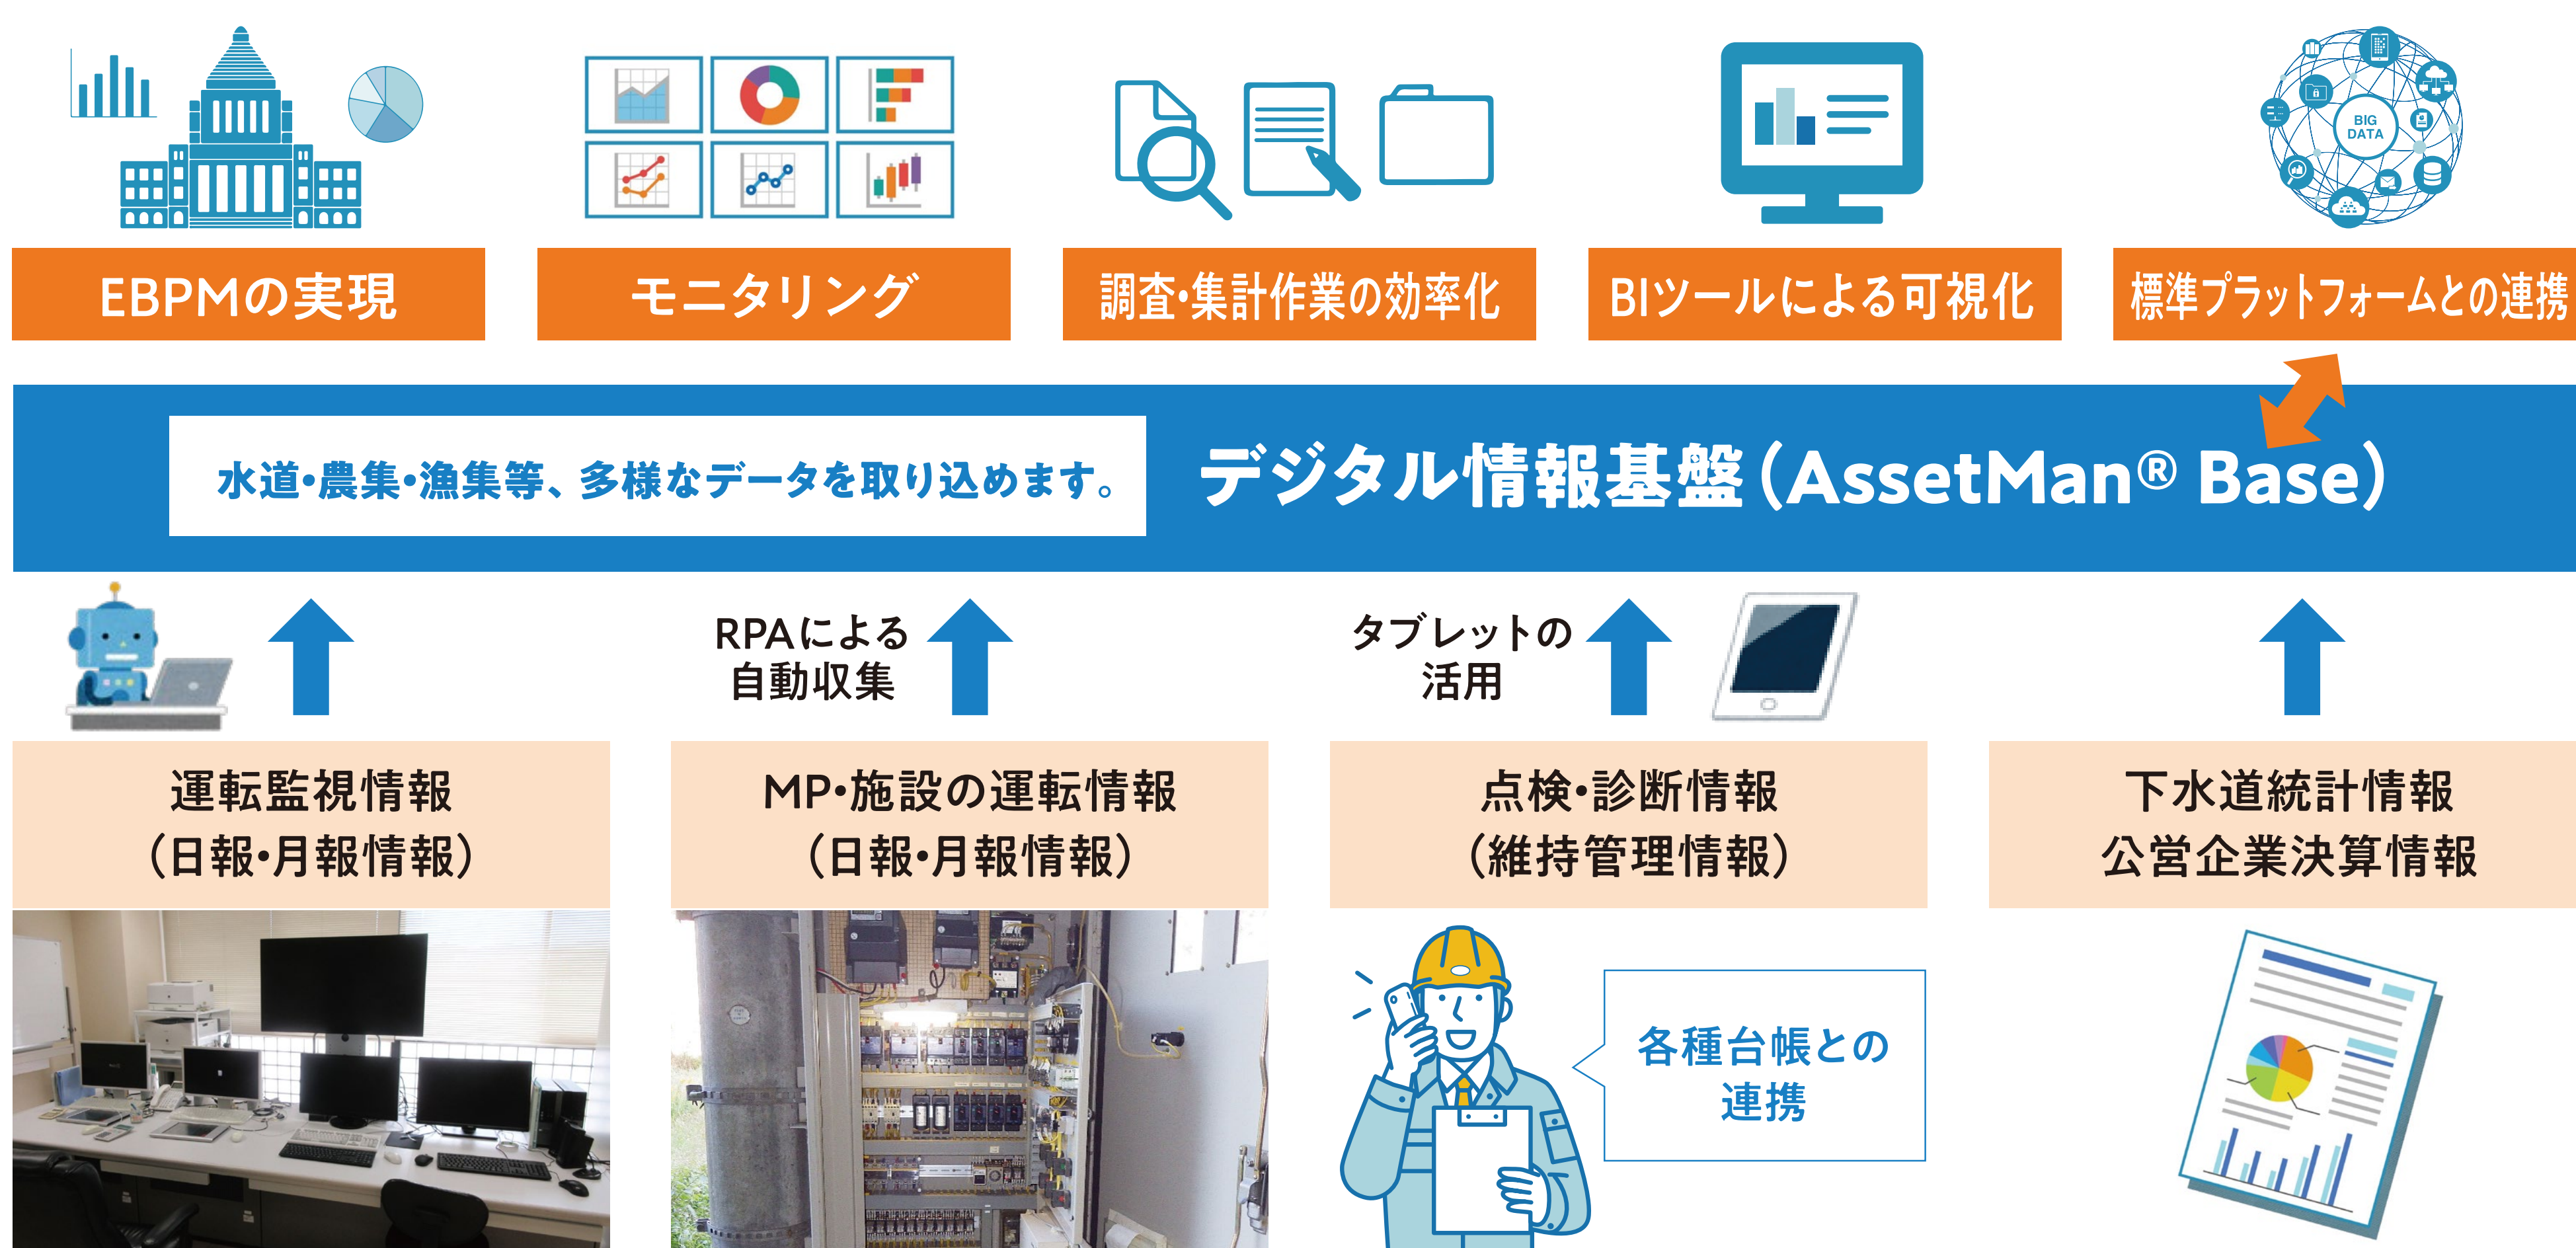 BIG
DATA
EBPMの実現
モニタリング
調査・集計作業の効率化
BIツールによる可視化
標準プラットフォームとの連携
水道・農集・漁集等、多様なデータを取り込めます。
デジタル情報基盤（AssetMan® Base）
RPAによる
自動収集
タブレットの
活用
運転監視情報
（日報・月報情報）
MP・施設の運転情報
（日報・月報情報）
点検・診断情報
（維持管理情報）
下水道統計情報
公営企業決算情報
各種台帳との
連携